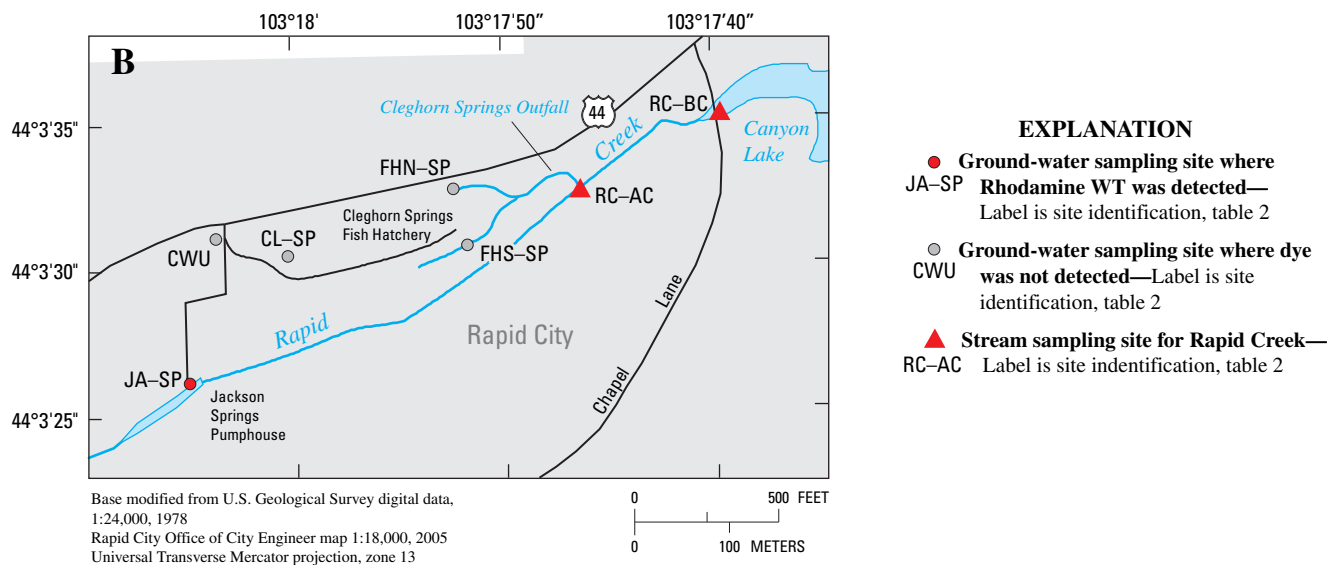 103°18'
103°17'50"
103°17'40"
B
44°3'35"
44°3'30"
44°3'25"
Cleghorn Springs Outfall
44
RC–BC
Canyon
Lake
Creek
FHN–SP
RC–AC
Cleghorn Springs
Fish Hatchery
CWU
CL–SP
FHS–SP
Rapid
Rapid City
Lane
Chapel
JA–SP
Jackson
Springs
Pumphouse
Base modified from U.S. Geological Survey digital data,
1:24,000, 1978
Rapid City Office of City Engineer map 1:18,000, 2005
Universal Transverse Mercator projection, zone 13
0 500 FEET
0 100 METERS
EXPLANATION
JA–SP
Ground-water sampling site where
Rhodamine WT was detected—
Label is site identification, table 2
CWU
Ground-water sampling site where dye
was not detected—Label is site
identification, table 2
RC–AC
Stream sampling site for Rapid Creek—
Label is site indentification, table 2